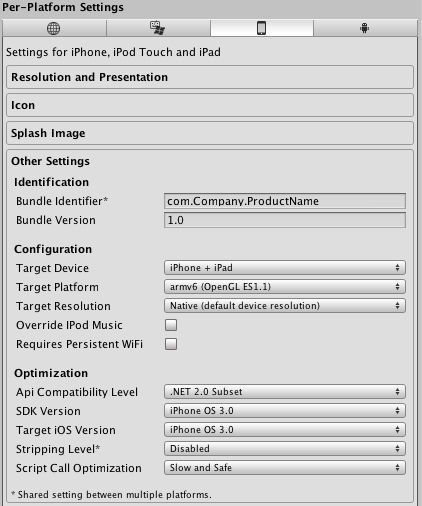 Per-Platform Settings
Settings for iPhone, iPod Touch and iPad
Resolution and Presentation
Icon
Splash Image
Other Settings
Identification
Bundle Identifier* com.Company.ProductName
Bundle Version 1.0
Configuration
Target Device iPhone + iPad
Target Platform armv6 (OpenGL ES1.1)
Target Resolution Native (default device resolution)
Override IPod Music
Requires Persistent WiFi
Optimization
Api Compatibility Level .NET 2.0 Subset
SDK Version iPhone OS 3.0
Target iOS Version iPhone OS 3.0
Stripping Level* Disabled
Script Call Optimization Slow and Safe
* Shared setting between multiple platforms.